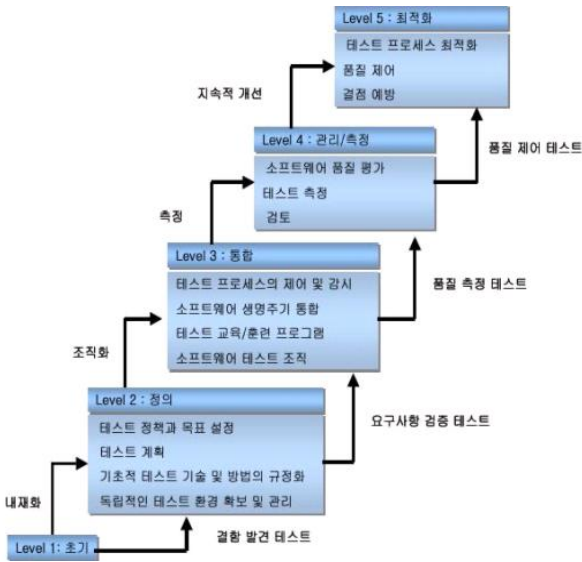 Level 5 : 최적화
테스트 프로세스 최적화
품질 제어
결점 예방
지속적 개선
품질 제어 테스트
Level 4 : 관리/측정
소프트웨어 품질 평가
테스트 측정
검토
측정
품질 측정 테스트
Level 3 : 통합
테스트 프로세스의 제어 및 감시
소프트웨어 생명주기 통합
테스트 교육/훈련 프로그램
소프트웨어 테스트 조직
조직화
요구사항 검증 테스트
Level 2 : 정의
테스트 정책과 목표 설정
테스트 계획
기초적 테스트 기술 및 방법의 규정화
독립적인 테스트 환경 확보 및 관리
내재화
결함 발견 테스트
Level 1: 초기